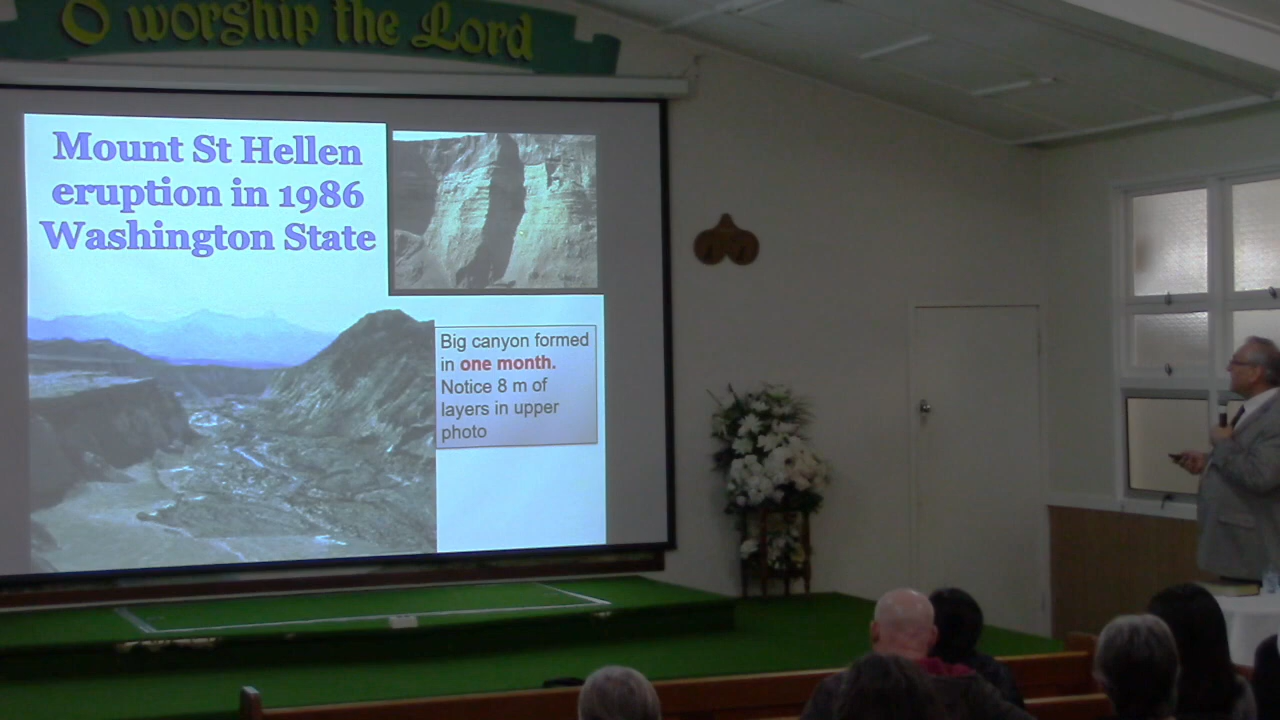 O worship the Lord
Mount St Hellen
eruption in 1986
Washington State
Big canyon formed
in one month.
Notice 8 m of
layers in upper
photo